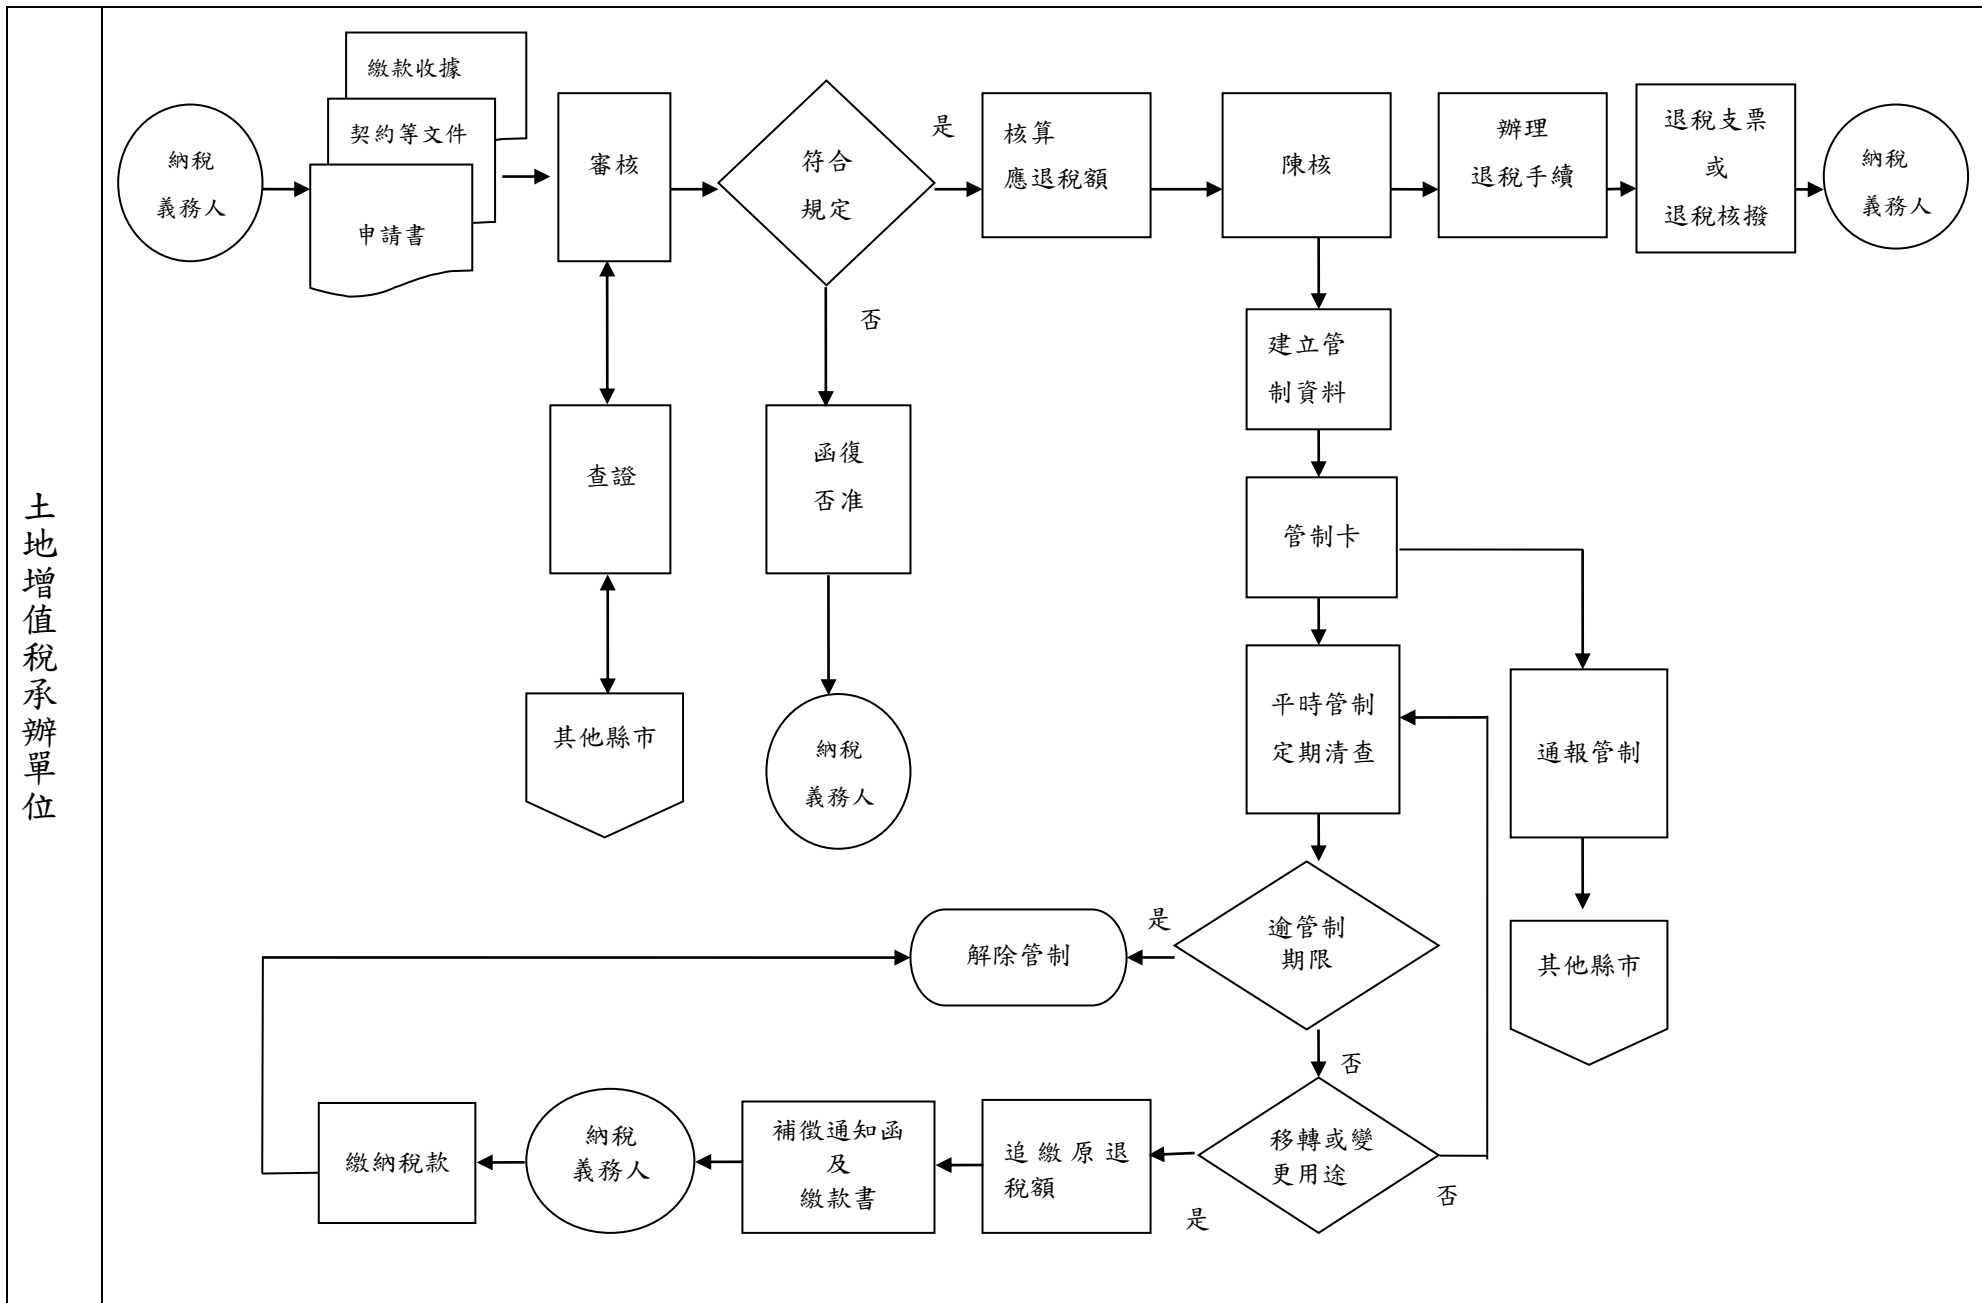 土地增值稅承辦單位
納稅
義務人
繳款收據
契約等文件
申請書
審核
符合
規定
是
核算
應退稅額
陳核
辦理
退稅手續
退稅支票
或
退稅核撥
納稅
義務人
否
建立管
制資料
查證
函復
否准
管制卡
其他縣市
納稅
義務人
平時管制
定期清查
通報管制
解除管制
是
逾管制
期限
其他縣市
否
繳納稅款
納稅
義務人
補徵通知函
及
繳款書
追繳原退
稅額
是
移轉或變
更用途
否